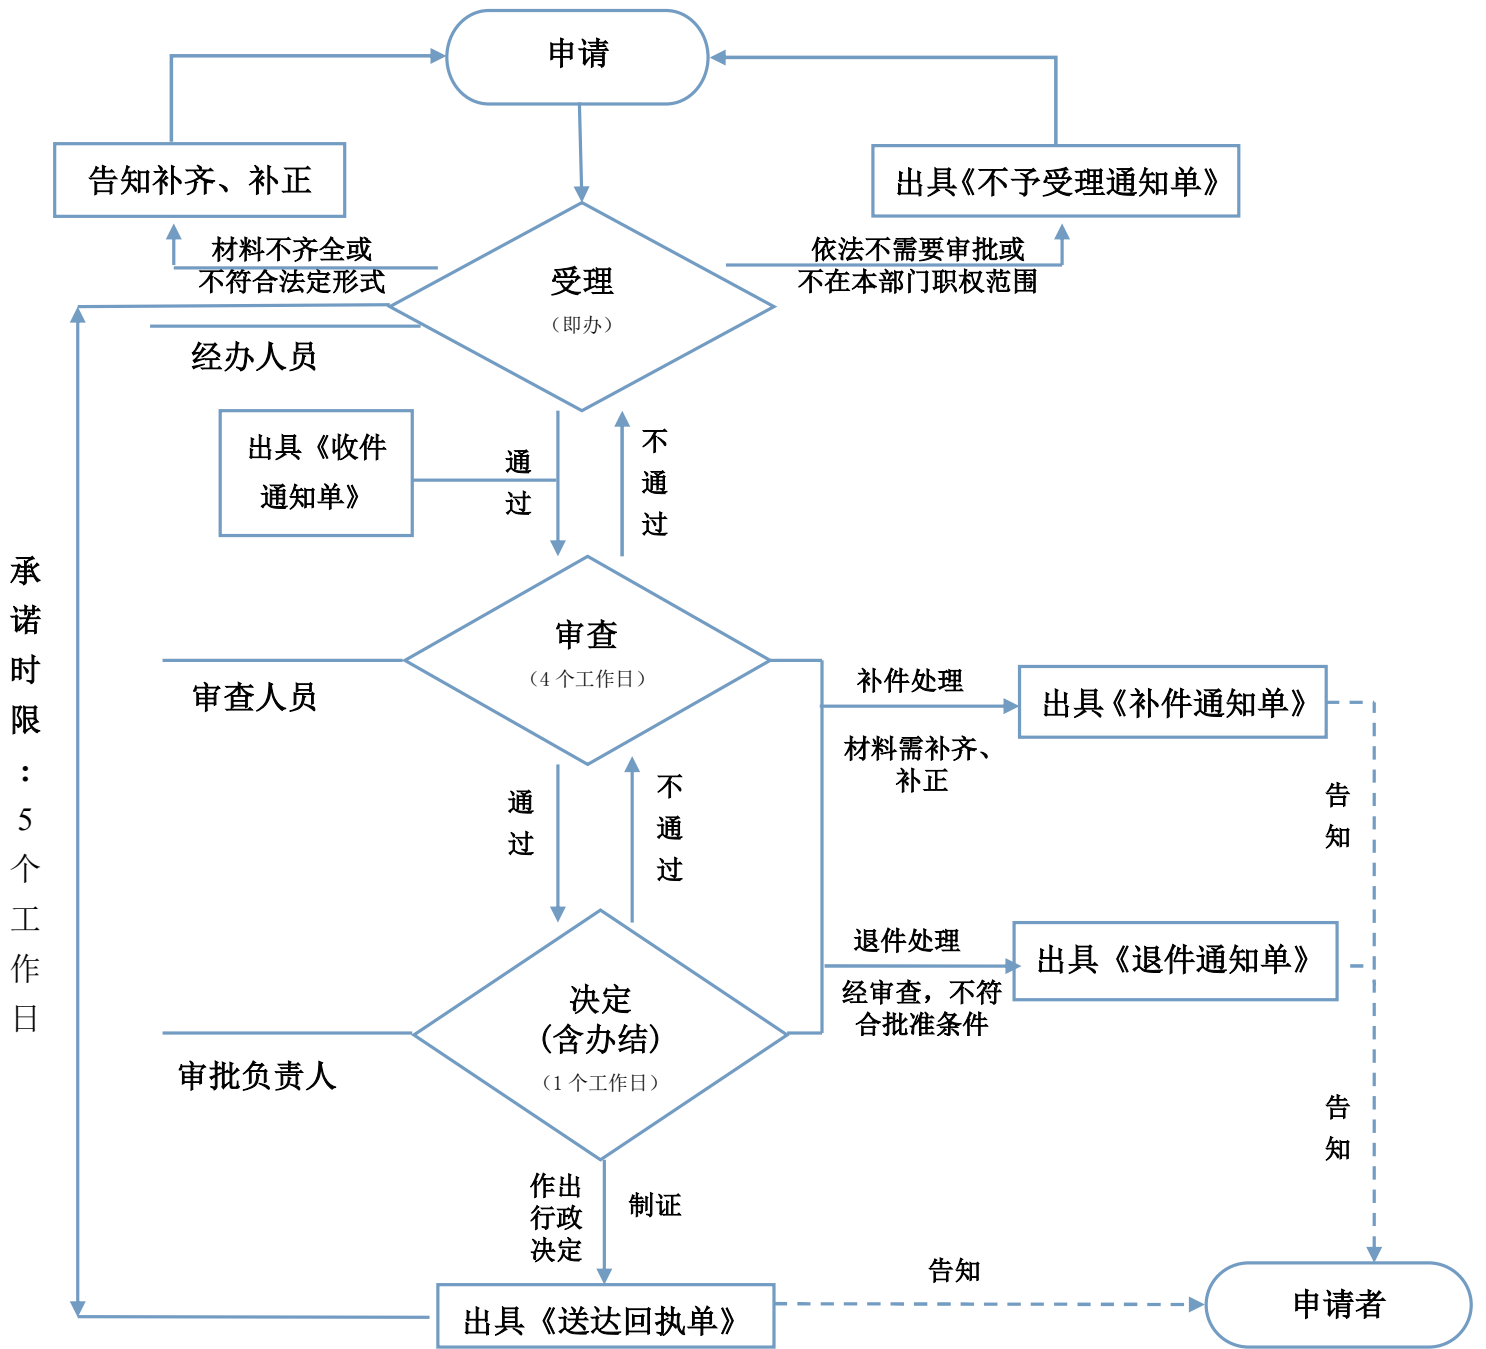 申请
告知补齐、补正
出具《不予受理通知单》
材料不齐全或
不符合法定形式
依法不需要审批或
不在本部门职权范围
受理
（即办）
经办人员
出具《收件
通知单》
通
过
不
通
过
承
诺
时
限
：
5
个
工
作
日
审查
（4 个工作日）
审查人员
补件处理
材料需补齐、
补正
出具《补件通知单》
告
知
通
过
不
通
过
退件处理
经审查，不符
合批准条件
出具《退件通知单》
决定
(含办结)
（1 个工作日）
审批负责人
告
知
作出
行政
决定
制证
告知
出具《送达回执单》
申请者